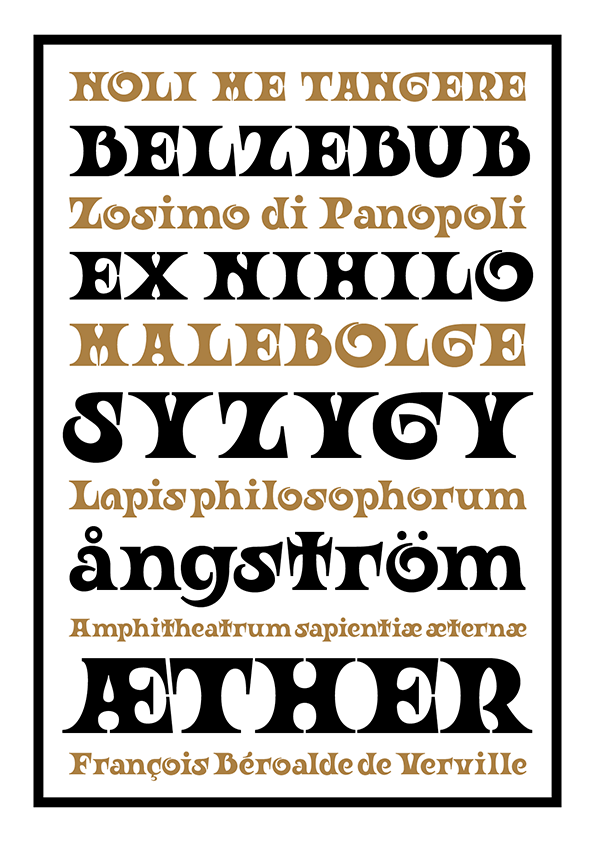 NOLI ME TANGERE
BELZEBUB
Zosimo di Panopoli
EX NIHILO
MALEBOLGE
SYZYGY
Lapis philosophorum
ångström
Amphitheatrum sapientiæ æternæ
ÆTHER
François Béroalde de Verville